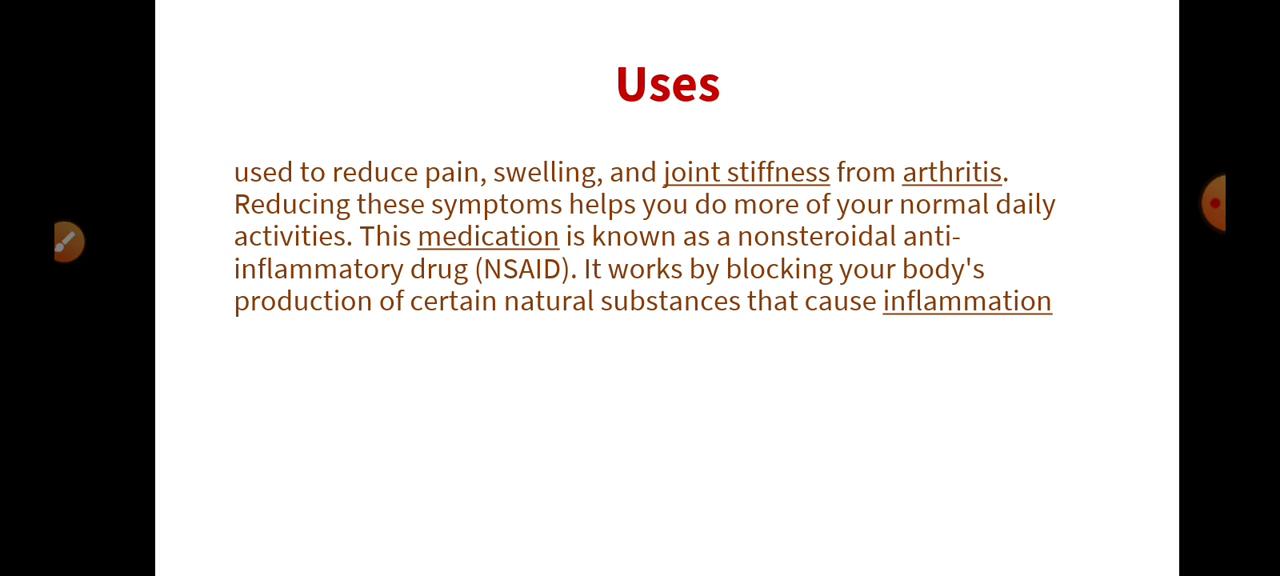 Uses
used to reduce pain, swelling, and joint stiffness from arthritis.
Reducing these symptoms helps you do more of your normal daily
activities. This medication is known as a nonsteroidal anti-
inflammatory drug (NSAID). It works by blocking your body's
production of certain natural substances that cause inflammation